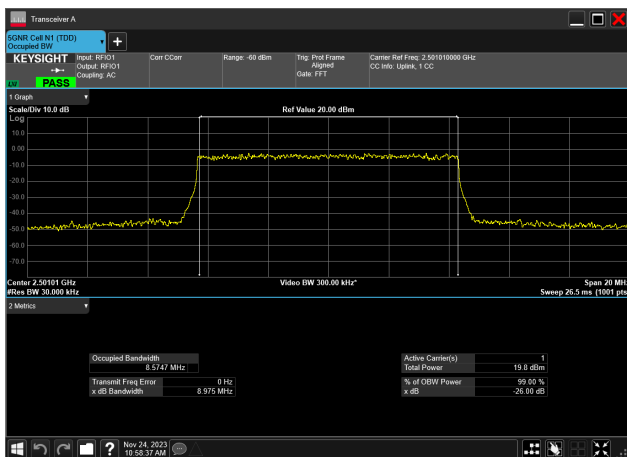 Transceiver A
5GNR Cell N1 (TDD)
Occupied BW
KEYSIGHT
LXI
PASS
Input: RFIO1
Output: RFIO1
Coupling: AC
Corr CCorr
Range: -60 dBm
Trig: Prot Frame
Aligned
Gate: FFT
Carrier Ref Freq: 2.501010000 GHz
CC Info: Uplink, 1 CC
1 Graph
Scale/Div 10.0 dB
Ref Value 20.00 dBm
Log
10.0
0.00
-10.0
-20.0
-30.0
-40.0
-50.0
-60.0
-70.0
Center 2.50101 GHz
Video BW 300.00 kHz*
Span 20 MHz
#Res BW 30.000 kHz
Sweep 26.5 ms (1001 pts
2 Metrics
Occupied Bandwidth
8.5747 MHz
Transmit Freq Error 0 Hz
x dB Bandwidth 8.975 MHz
Active Carrier(s) 1
Total Power 19.8 dBm
% of OBW Power 99.00 %
x dB -26.00 dB
?
Nov 24, 2023
10:58:37 AM